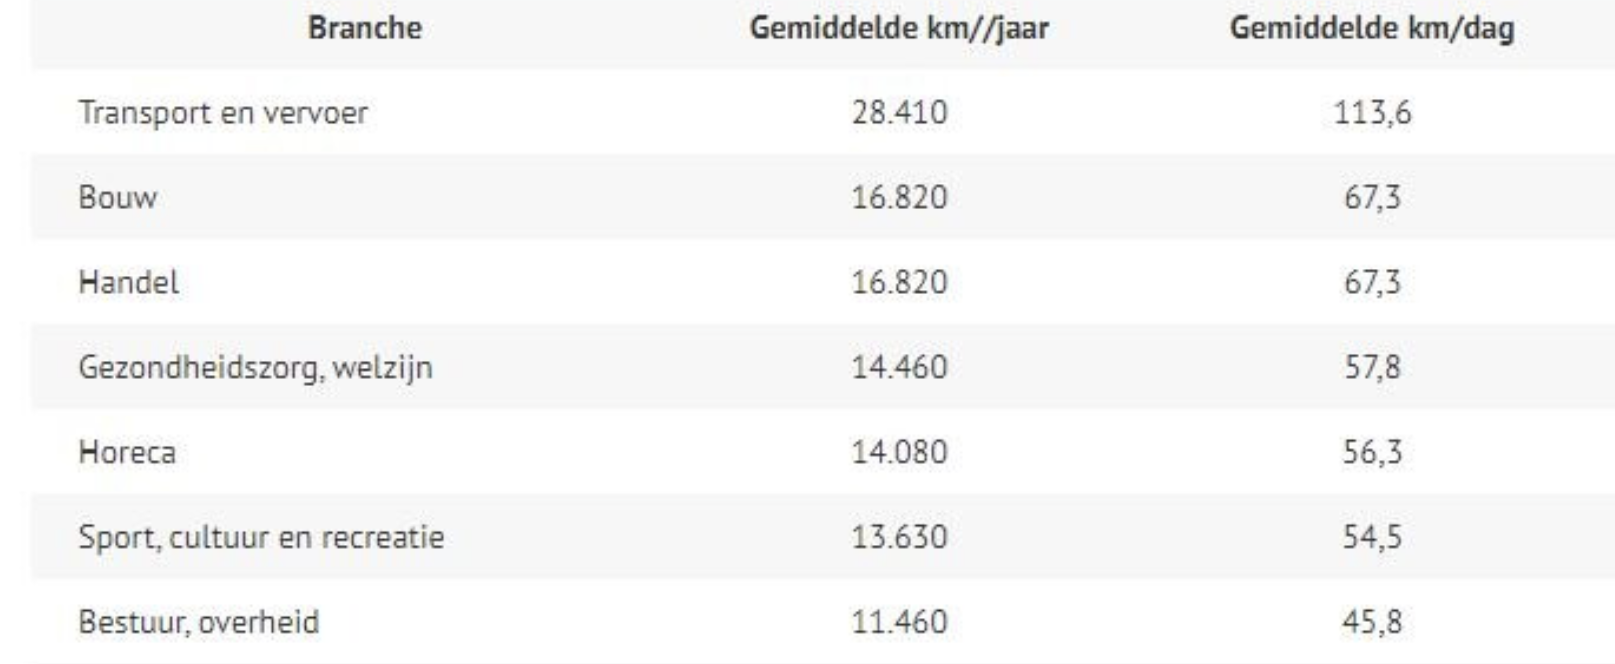 Branche Gemiddelde km//jaar Gemiddelde km/dag
Transport en vervoer 28.410 113,6
Bouw 16.820 67,3
Handel 16.820 67,3
Gezondheidszorg, welzijn 14.460 57,8
Horeca 14.080 56,3
Sport, cultuur en recreatie 13.630 54,5
Bestuur, overheid 11.460 45,8